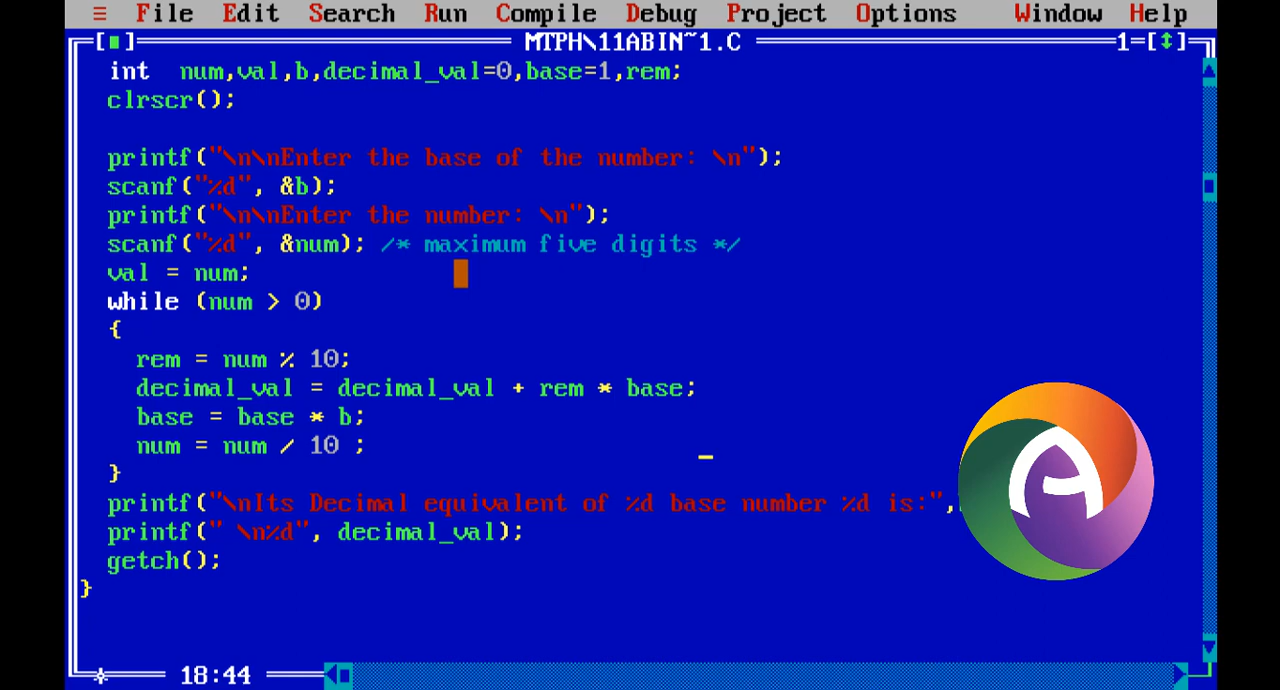 ≡ File Edit Search Run Compile Debug Project Options Window Help
[■] MTPH\11ABIN~1.C 1=[↕]
int num,val,b,decimal_val=0,base=1,rem;
clrscr();
printf("\n\nEnter the base of the number: \n");
scanf("%d", &b);
printf("\n\nEnter the number: \n");
scanf("%d", &num); /* maximum five digits */
val = num;
while (num > 0)
{
rem = num % 10;
decimal_val = decimal_val + rem * base;
base = base * b;
num = num / 10 ;
}
printf("\nIts Decimal equivalent of %d base number %d is:",
printf(" \n%d", decimal_val);
getch();
}
18:44